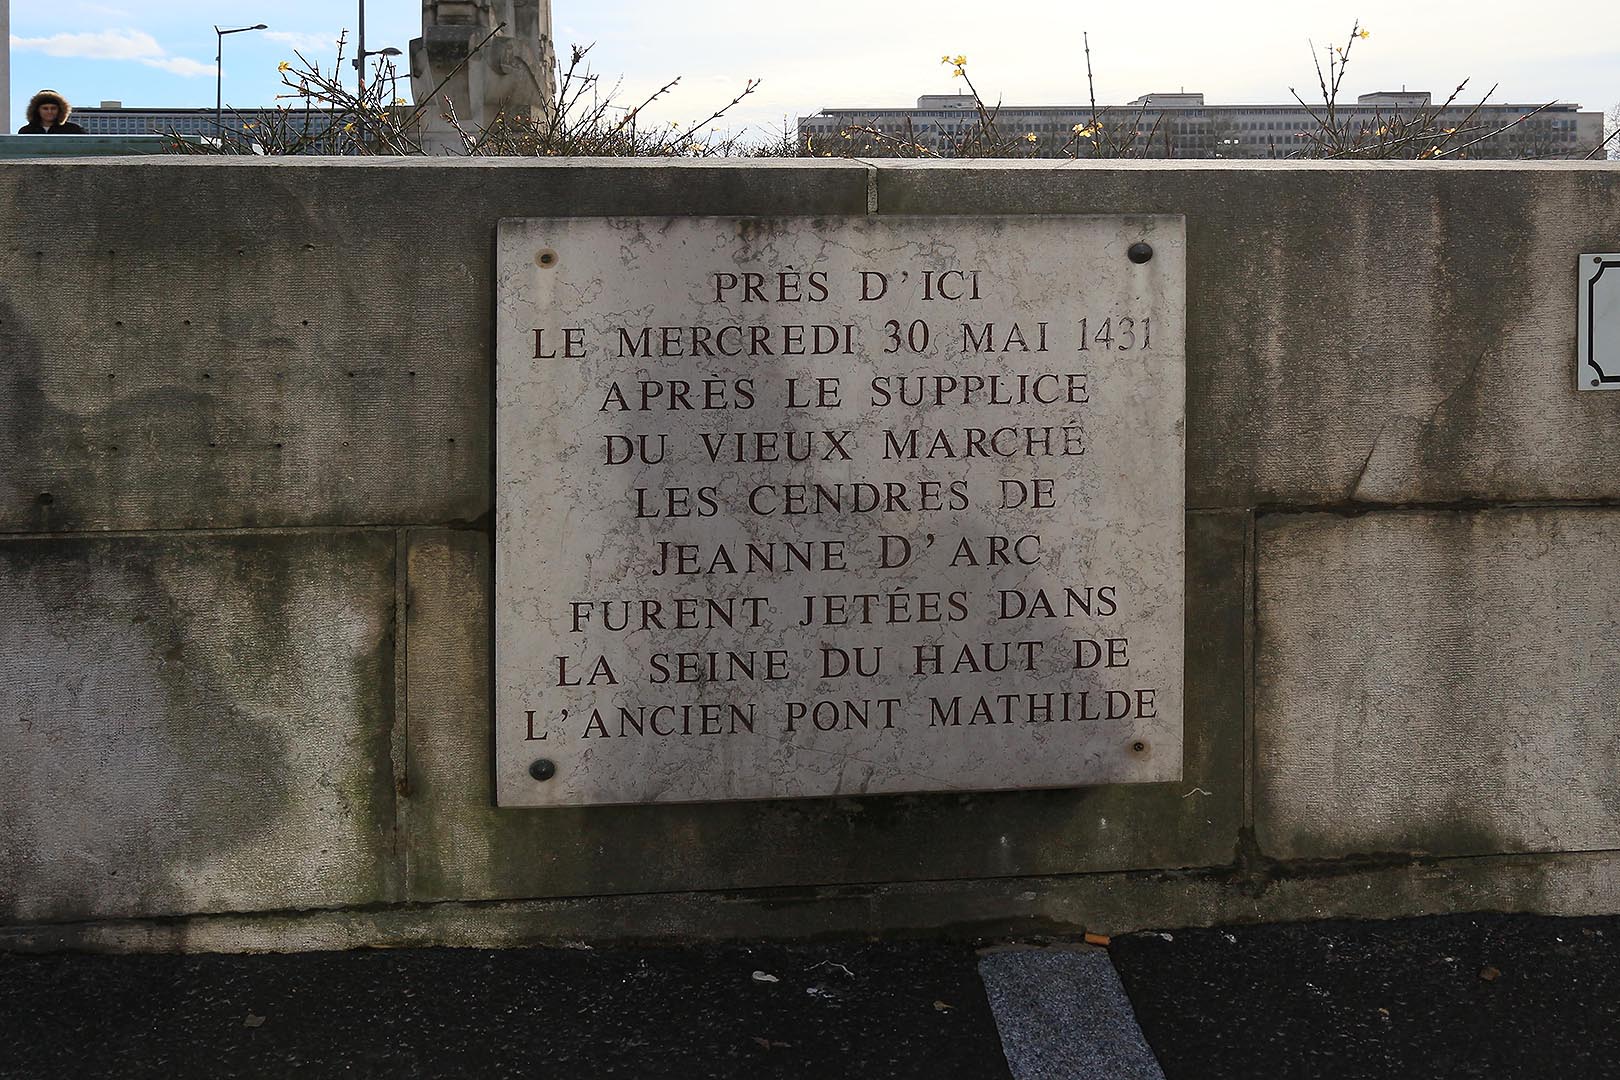 PRÈS D'ICI
LE MERCREDI 30 MAI 1431
APRÈS LE SUPPLICE
DU VIEUX MARCHÉ
LES CENDRES DE
JEANNE D'ARC
FURENT JETÉES DANS
LA SEINE DU HAUT DE
L'ANCIEN PONT MATHILDE